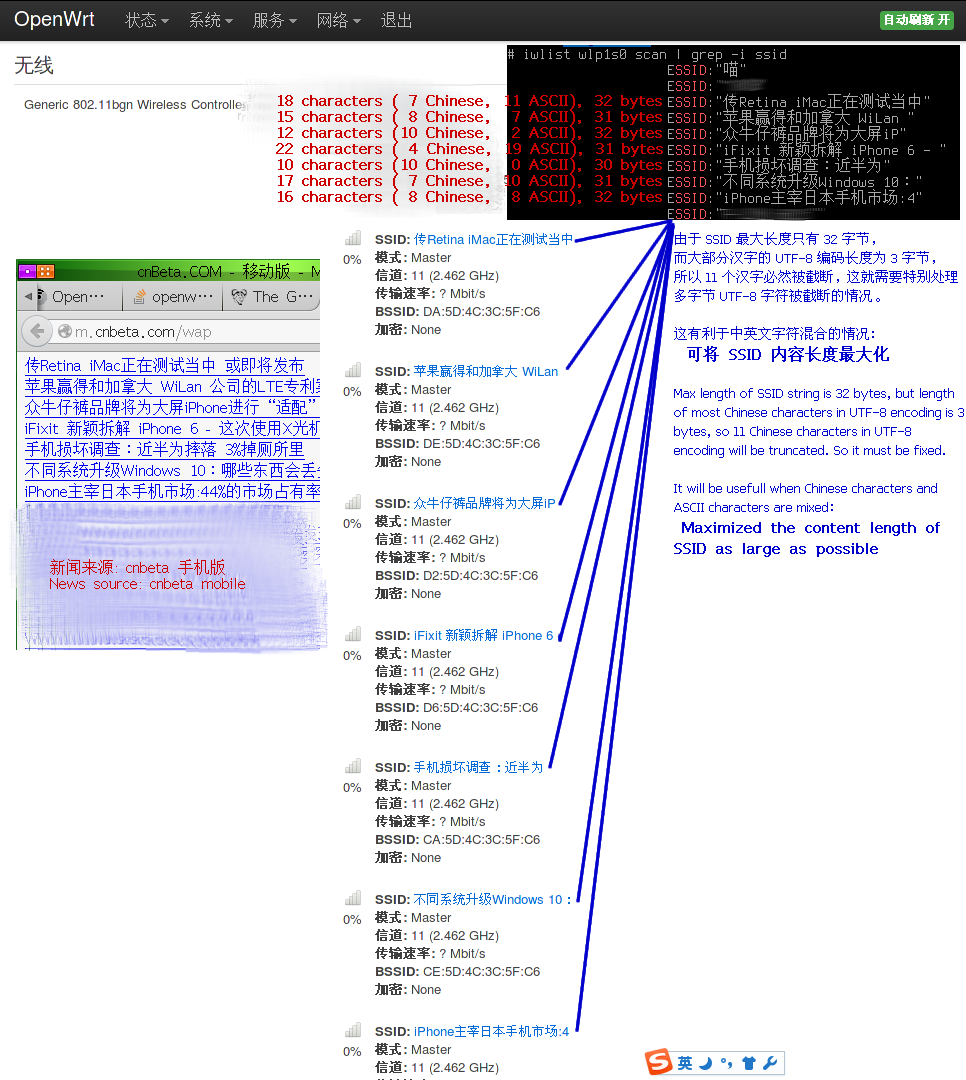 OpenWrt 状态 系统 服务 网络 退出 自动刷新 开
无线
Generic 802.11bgn Wireless Controlle
18 characters ( 7 Chinese, 11 ASCII), 32 bytes
15 characters ( 8 Chinese, 7 ASCII), 31 bytes
12 characters (10 Chinese, 2 ASCII), 32 bytes
22 characters ( 4 Chinese, 19 ASCII), 31 bytes
10 characters (10 Chinese, 0 ASCII), 30 bytes
17 characters ( 7 Chinese, 10 ASCII), 31 bytes
16 characters ( 8 Chinese, 8 ASCII), 32 bytes
# iwlist wlp1s0 scan | grep -i ssid
ESSID:"喵"
ESSID:
ESSID:"传Retina iMac正在测试当中"
ESSID:"苹果赢得和加拿大 WiLan "
ESSID:"众牛仔裤品牌将为大屏iP"
ESSID:"iFixit 新颖拆解 iPhone 6 - "
ESSID:"手机损坏调查：近半为"
ESSID:"不同系统升级Windows 10："
ESSID:"iPhone主宰日本手机市场:4"
ESSID:
cnBeta.COM - 移动版 - M
Open… openw… The G…
m.cnbeta.com/wap
传Retina iMac正在测试当中 或即将发布
苹果赢得和加拿大 WiLan 公司的LTE专利
众牛仔裤品牌将为大屏iPhone进行“适配”
iFixit 新颖拆解 iPhone 6 - 这次使用X光机
手机损坏调查：近半为摔落 3%掉厕所里
不同系统升级Windows 10：哪些东西会丢
iPhone主宰日本手机市场:44%的市场占有率
新闻来源: cnbeta 手机版
News source: cnbeta mobile
SSID: 传Retina iMac正在测试当中
0%
模式: Master
信道: 11 (2.462 GHz)
传输速率: ? Mbit/s
BSSID: DA:5D:4C:3C:5F:C6
加密: None
SSID: 苹果赢得和加拿大 WiLan
0%
模式: Master
信道: 11 (2.462 GHz)
传输速率: ? Mbit/s
BSSID: DE:5D:4C:3C:5F:C6
加密: None
SSID: 众牛仔裤品牌将为大屏iP
0%
模式: Master
信道: 11 (2.462 GHz)
传输速率: ? Mbit/s
BSSID: D2:5D:4C:3C:5F:C6
加密: None
SSID: iFixit 新颖拆解 iPhone 6
0%
模式: Master
信道: 11 (2.462 GHz)
传输速率: ? Mbit/s
BSSID: D6:5D:4C:3C:5F:C6
加密: None
SSID: 手机损坏调查：近半为
0%
模式: Master
信道: 11 (2.462 GHz)
传输速率: ? Mbit/s
BSSID: CA:5D:4C:3C:5F:C6
加密: None
SSID: 不同系统升级Windows 10：
0%
模式: Master
信道: 11 (2.462 GHz)
传输速率: ? Mbit/s
BSSID: CE:5D:4C:3C:5F:C6
加密: None
SSID: iPhone主宰日本手机市场:4
0%
模式: Master
信道: 11 (2.462 GHz)
由于 SSID 最大长度只有 32 字节，
而大部分汉字的 UTF-8 编码长度为 3 字节，
所以 11 个汉字必然被截断，这就需要特别处理
多字节 UTF-8 字符被截断的情况 。
这有利于中英文字符混合的情况：
可将 SSID 内容长度最大化
Max length of SSID string is 32 bytes, but length
of most Chinese characters in UTF-8 encoding is 3
bytes, so 11 Chinese characters in UTF-8
encoding will be truncated. So it must be fixed.
It will be usefull when Chinese characters and
ASCII characters are mixed:
Maximized the content length of
SSID as large as possible
S 英